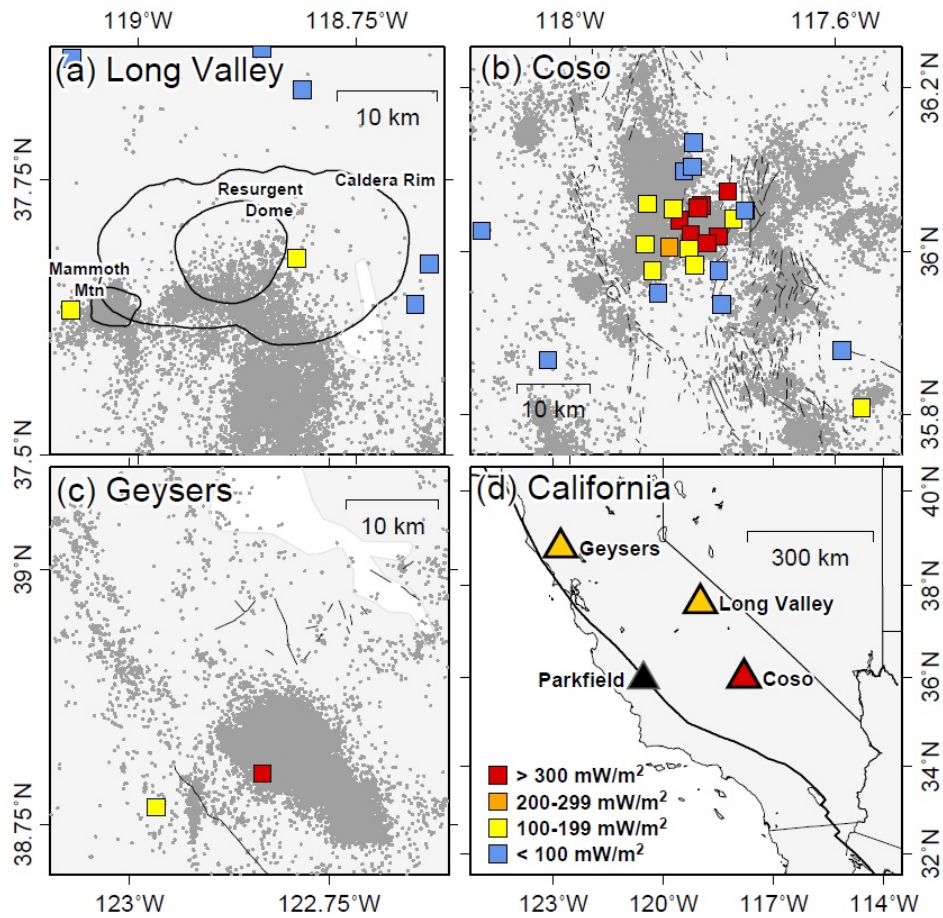 119°W
118.75°W
118°W
117.6°W
(a) Long Valley
10 km
37.75°N
Resurgent
Dome
Caldera Rim
Mammoth
Mtn
37.5°N
(b) Coso
36.2°N
36°N
35.8°N
10 km
(c) Geysers
10 km
39°N
38.75°N
123°W
122.75°W
(d) California
40°N
38°N
36°N
34°N
32°N
300 km
Geysers
Long Valley
Parkfield
Coso
> 300 mW/m²
200-299 mW/m²
100-199 mW/m²
< 100 mW/m²
123°W
120°W
117°W
114°W